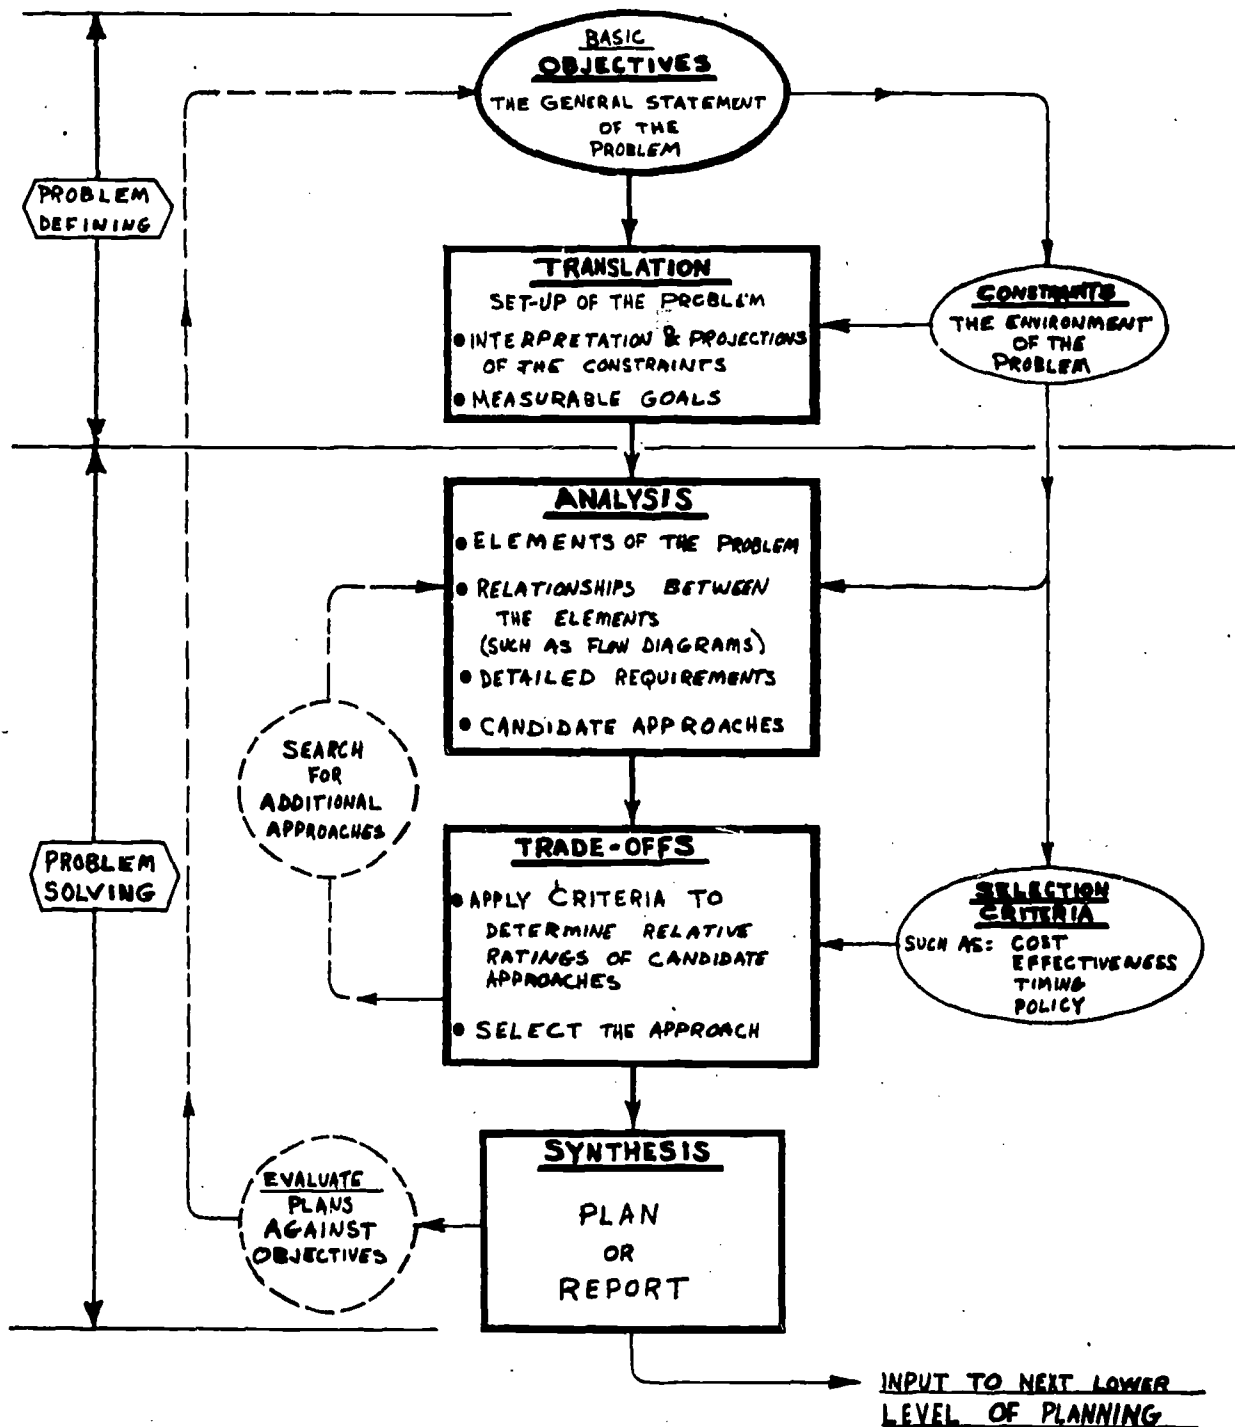 BASIC
OBJECTIVES
THE GENERAL STATEMENT
OF THE
PROBLEM
PROBLEM
DEFINING
TRANSLATION
SET-UP OF THE PROBLEM
• INTERPRETATION & PROJECTIONS
OF THE CONSTRAINTS
• MEASURABLE GOALS
CONSTRAINTS
THE ENVIRONMENT
OF THE
PROBLEM
ANALYSIS
• ELEMENTS OF THE PROBLEM
• RELATIONSHIPS BETWEEN
THE ELEMENTS
(SUCH AS FLOW DIAGRAMS)
• DETAILED REQUIREMENTS
• CANDIDATE APPROACHES
SEARCH
FOR
ADDITIONAL
APPROACHES
PROBLEM
SOLVING
TRADE-OFFS
• APPLY CRITERIA TO
DETERMINE RELATIVE
RATINGS OF CANDIDATE
APPROACHES
• SELECT THE APPROACH
SELECTION
CRITERIA
SUCH AS: COST
EFFECTIVENESS
TIMING
POLICY
SYNTHESIS
PLAN
OR
REPORT
EVALUATE
PLANS
AGAINST
OBJECTIVES
INPUT TO NEXT LOWER
LEVEL OF PLANNING